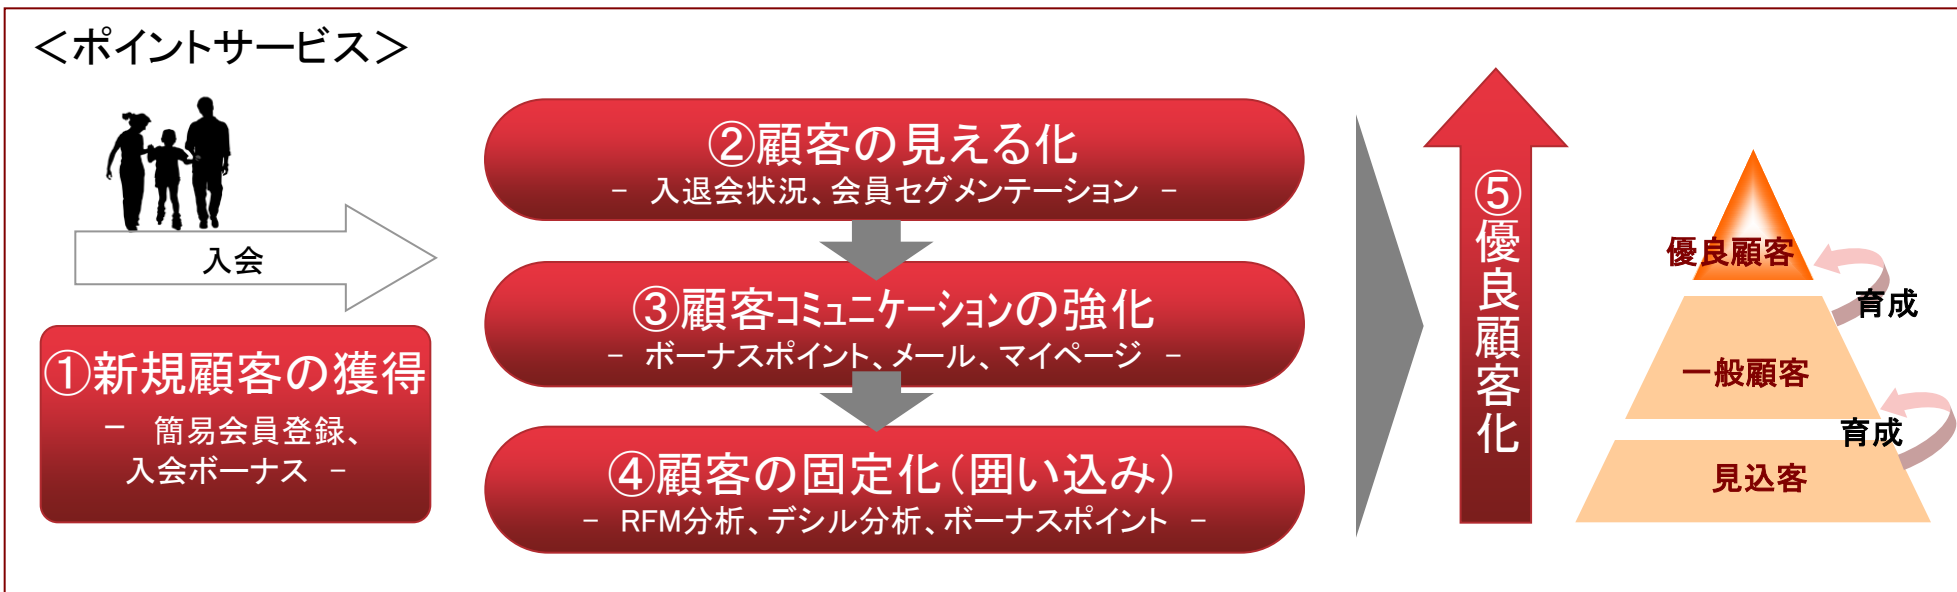 ＜ポイントサービス＞
入会
①新規顧客の獲得
－ 簡易会員登録、
入会ボーナス －
②顧客の見える化
－ 入退会状況、会員セグメンテーション －
③顧客ｺﾐｭﾆｹｰｼｮﾝの強化
－ ボーナスポイント、メール、マイページ －
④顧客の固定化（囲い込み）
－ RFM分析、デシル分析、ボーナスポイント －
⑤優良顧客化
優良顧客
育成
一般顧客
育成
見込客